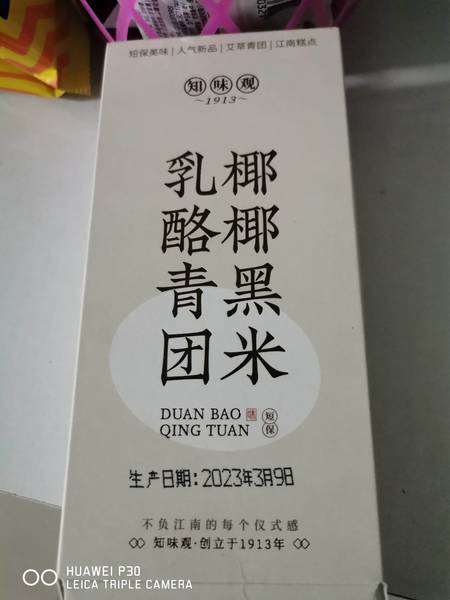 短保美味 | 人气新品 | 艾草青团 | 江南糕点
知味观
~1913~
椰椰黑米
乳酪青团
DUAN BAO
QING TUAN
短保
生产日期：2023年3月9日
不负江南的每个仪式感
知味观·创立于1913年
HUAWEI P30
LEICA TRIPLE CAMERA